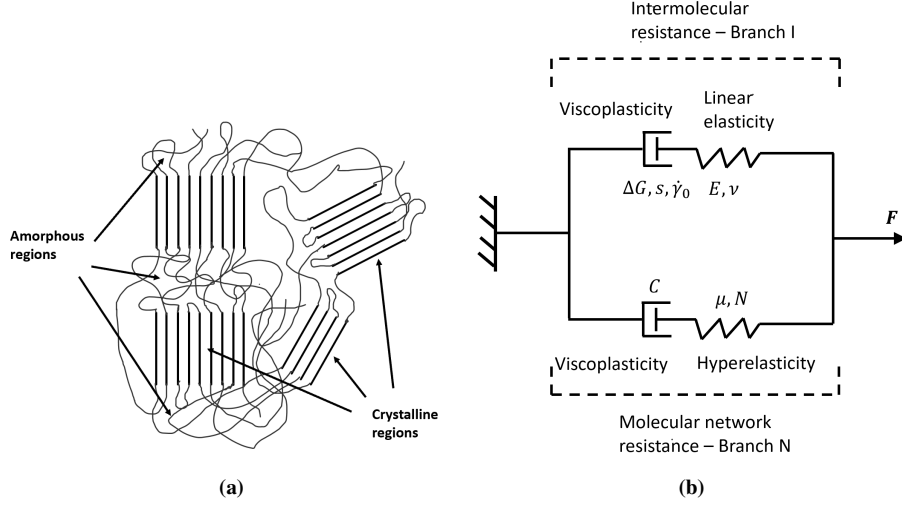 Amorphous
regions
Crystalline
regions
(a)
Intermolecular
resistance – Branch I
Viscoplasticity
Linear
elasticity
ΔG, s, γ̇₀
E, ν
F
C
μ, N
Viscoplasticity
Hyperelasticity
Molecular network
resistance – Branch N
(b)